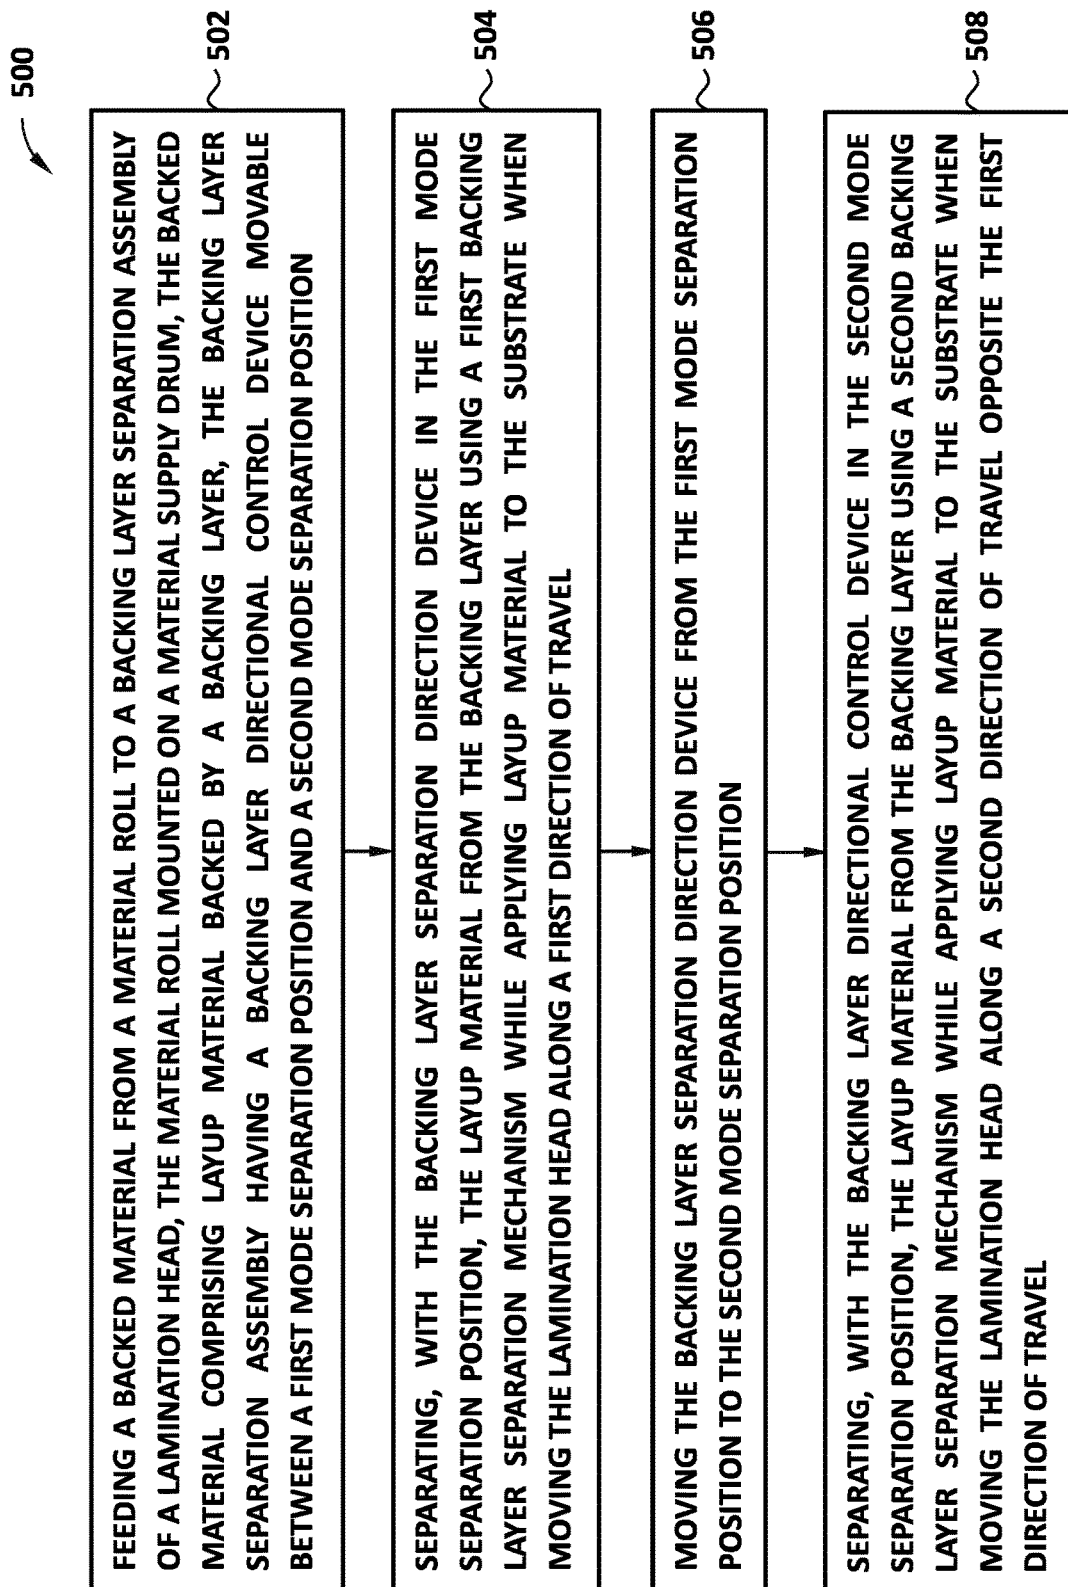 500
FEEDING A BACKED MATERIAL FROM A MATERIAL ROLL TO A BACKING LAYER SEPARATION ASSEMBLY
OF A LAMINATION HEAD, THE MATERIAL ROLL MOUNTED ON A MATERIAL SUPPLY DRUM, THE BACKED
MATERIAL COMPRISING LAYUP MATERIAL BACKED BY A BACKING LAYER, THE BACKING LAYER
SEPARATION ASSEMBLY HAVING A BACKING LAYER DIRECTIONAL CONTROL DEVICE MOVABLE
BETWEEN A FIRST MODE SEPARATION POSITION AND A SECOND MODE SEPARATION POSITION
502
SEPARATING, WITH THE BACKING LAYER SEPARATION DIRECTION DEVICE IN THE FIRST MODE
SEPARATION POSITION, THE LAYUP MATERIAL FROM THE BACKING LAYER USING A FIRST BACKING
LAYER SEPARATION MECHANISM WHILE APPLYING LAYUP MATERIAL TO THE SUBSTRATE WHEN
MOVING THE LAMINATION HEAD ALONG A FIRST DIRECTION OF TRAVEL
504
MOVING THE BACKING LAYER SEPARATION DIRECTION DEVICE FROM THE FIRST MODE SEPARATION
POSITION TO THE SECOND MODE SEPARATION POSITION
506
SEPARATING, WITH THE BACKING LAYER DIRECTIONAL CONTROL DEVICE IN THE SECOND MODE
SEPARATION POSITION, THE LAYUP MATERIAL FROM THE BACKING LAYER USING A SECOND BACKING
LAYER SEPARATION MECHANISM WHILE APPLYING LAYUP MATERIAL TO THE SUBSTRATE WHEN
MOVING THE LAMINATION HEAD ALONG A SECOND DIRECTION OF TRAVEL OPPOSITE THE FIRST
DIRECTION OF TRAVEL
508